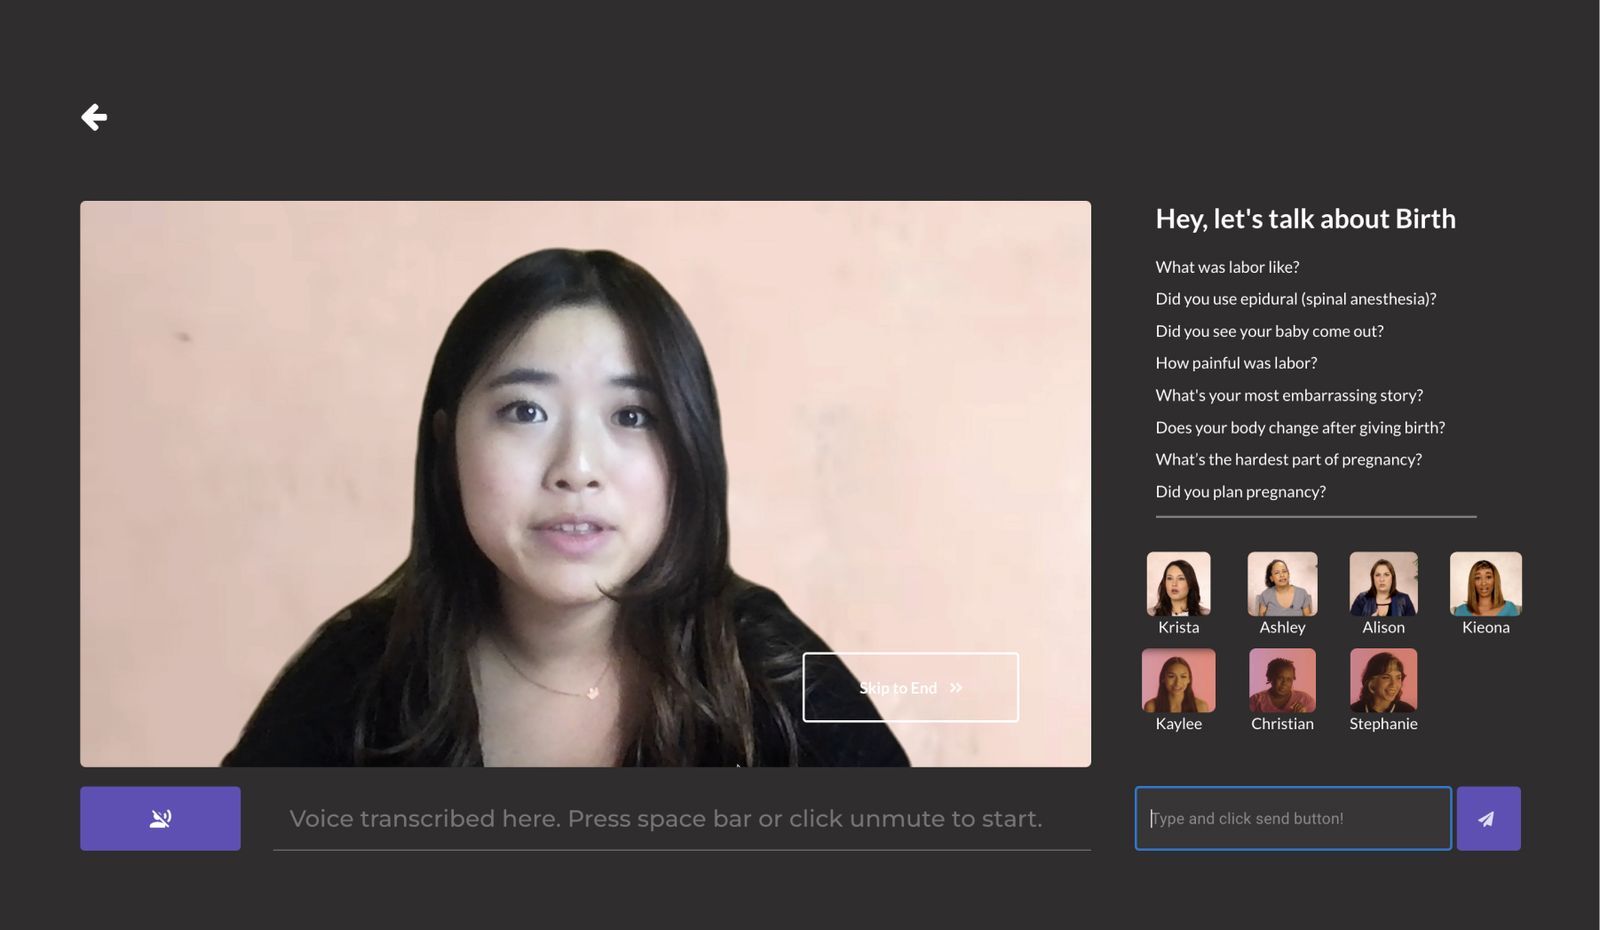 Hey, let's talk about Birth
What was labor like?
Did you use epidural (spinal anesthesia)?
Did you see your baby come out?
How painful was labor?
What's your most embarrassing story?
Does your body change after giving birth?
What’s the hardest part of pregnancy?
Did you plan pregnancy?
Krista
Ashley
Alison
Kieona
Kaylee
Christian
Stephanie
Skip to End »
Voice transcribed here. Press space bar or click unmute to start.
Type and click send button!